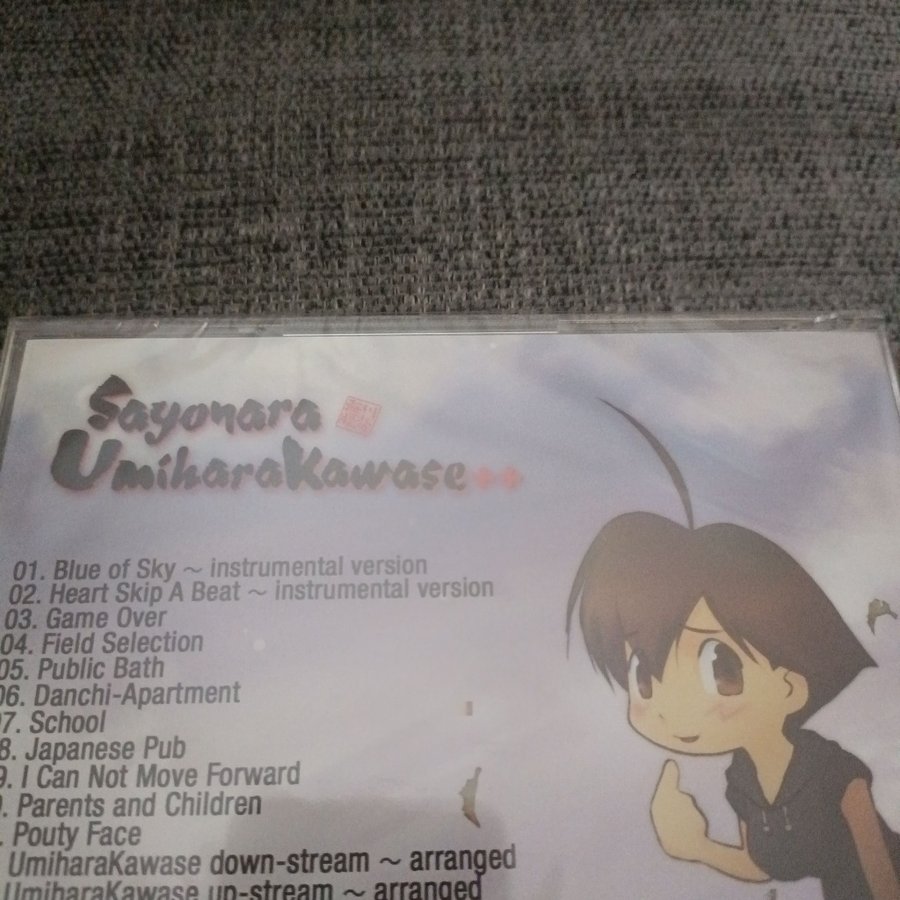 Sayonara
UmiharaKawase++
01. Blue of Sky ~ instrumental version
02. Heart Skip A Beat ~ instrumental version
03. Game Over
04. Field Selection
05. Public Bath
06. Danchi-Apartment
7. School
8. Japanese Pub
9. I Can Not Move Forward
. Parents and Children
. Pouty Face
UmiharaKawase down-stream ~ arranged
UmiharaKawase up-stream ~ arranged